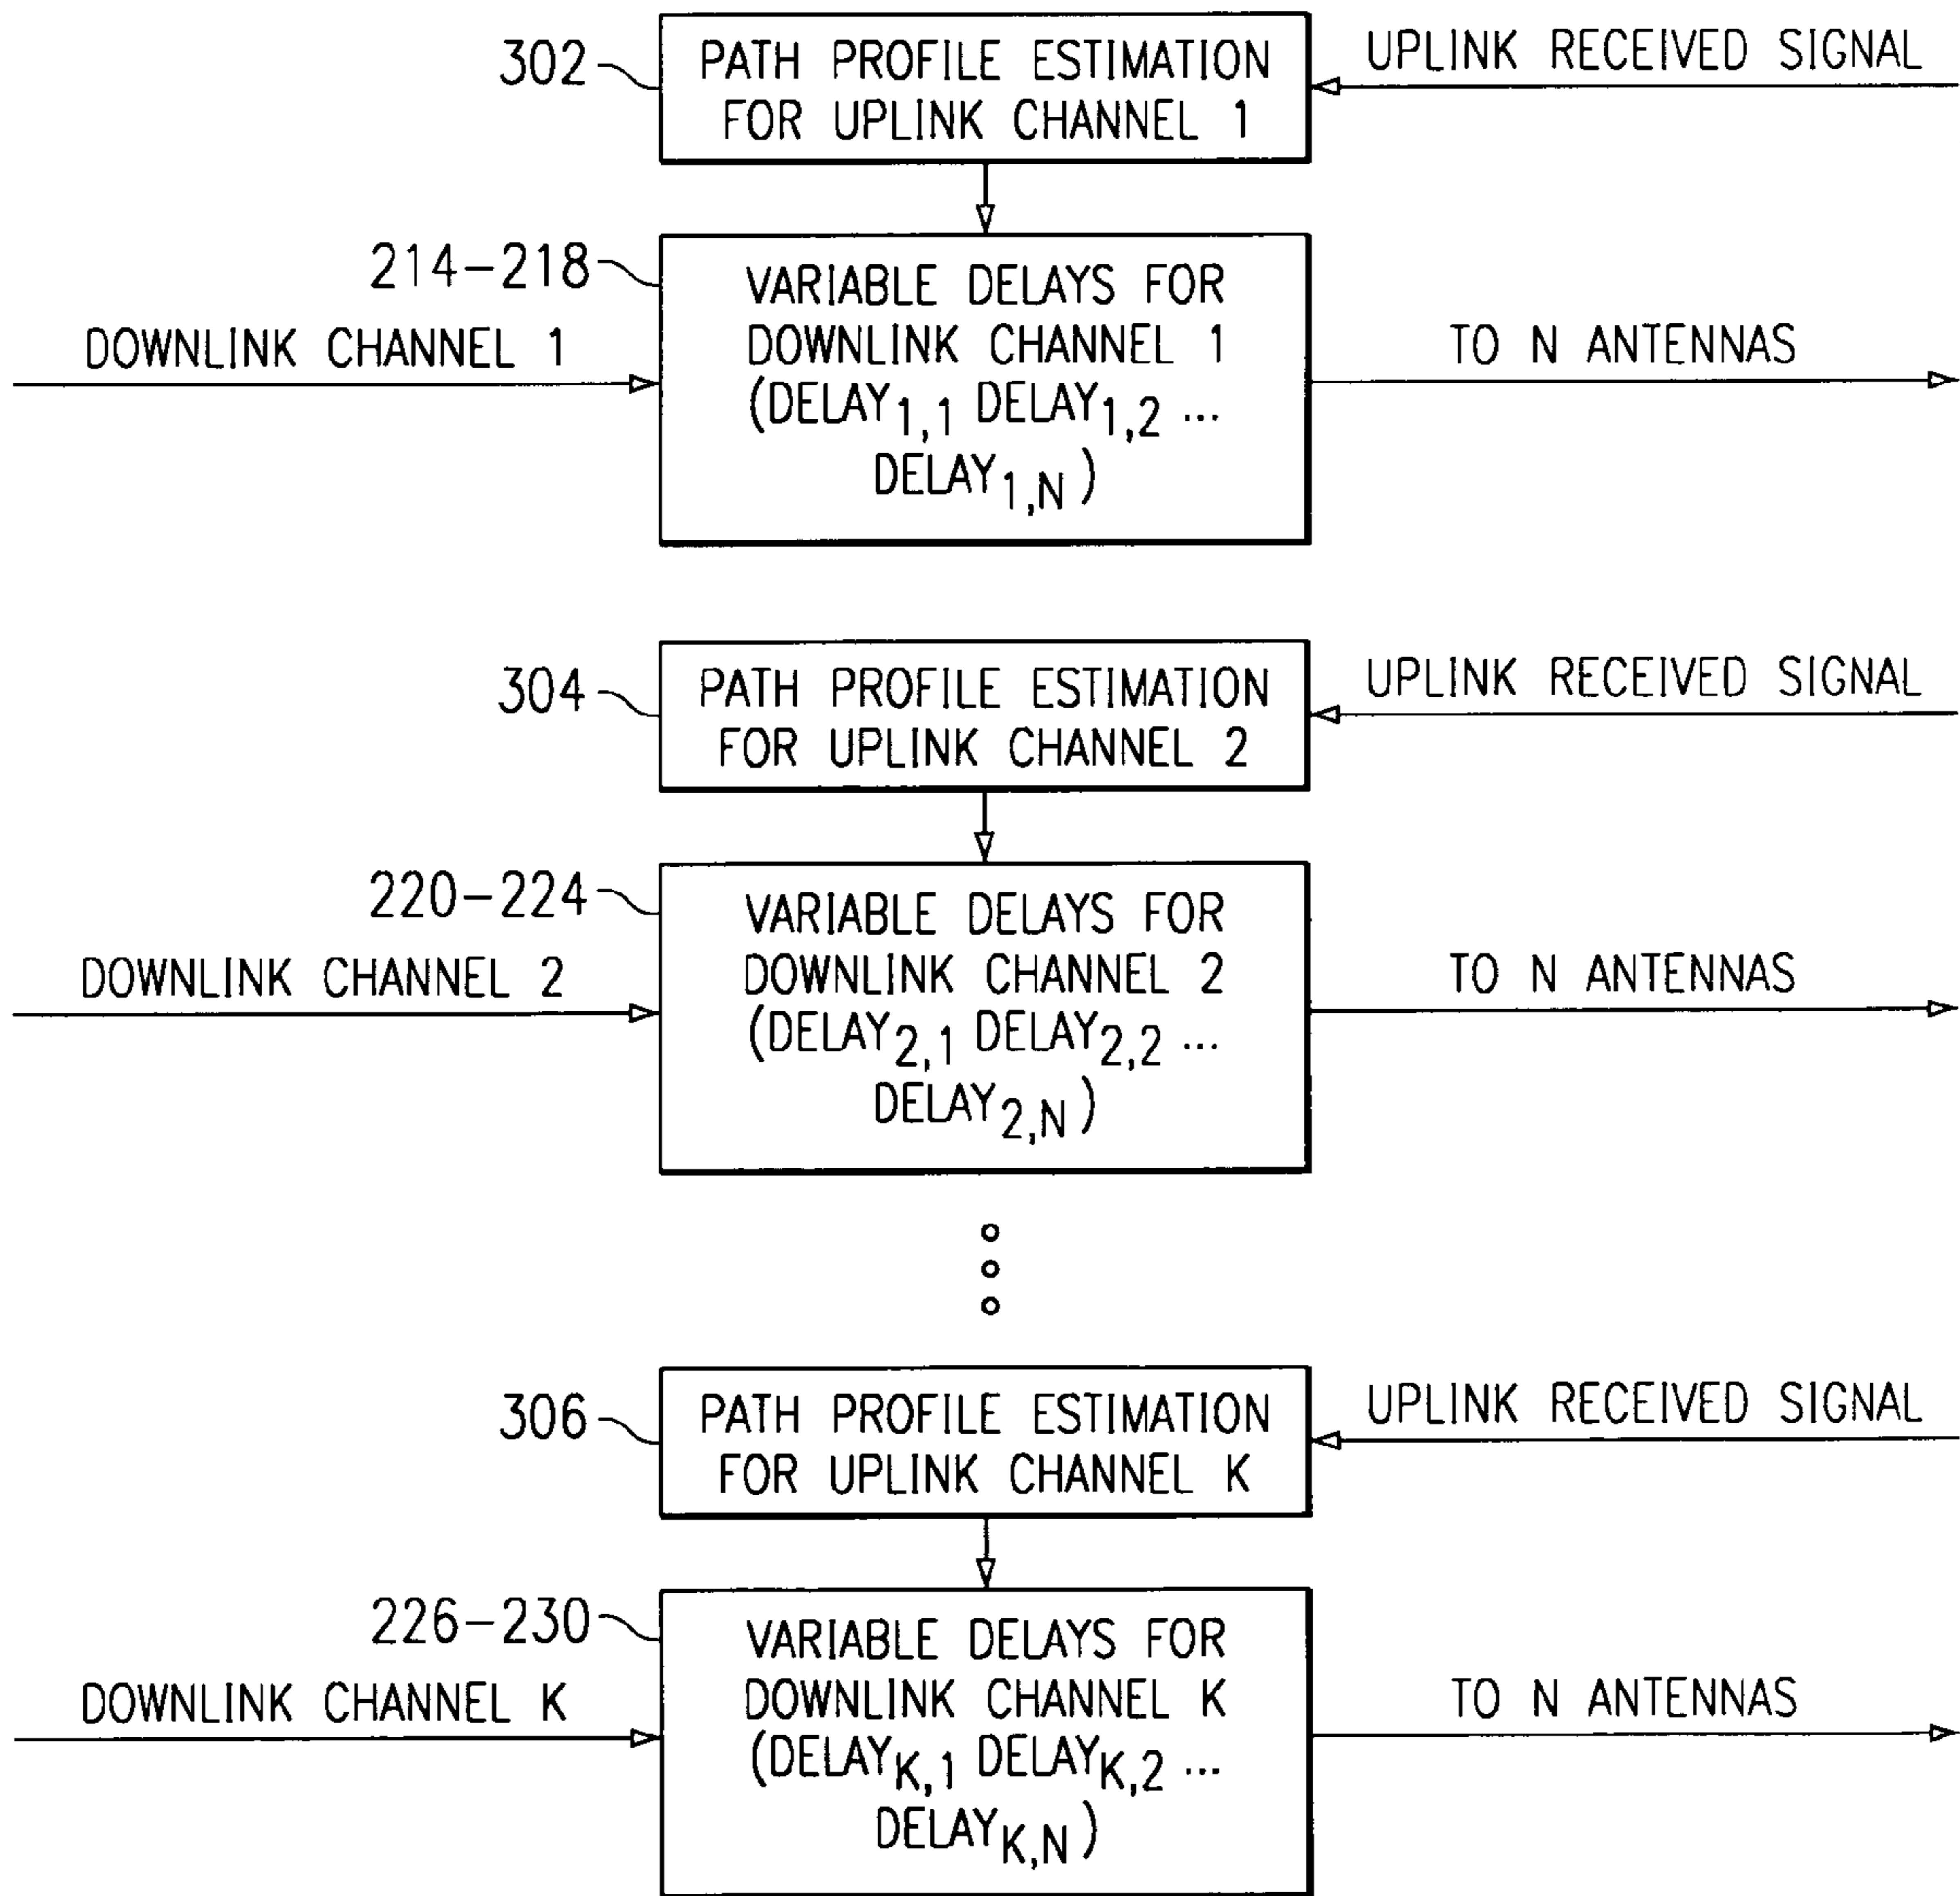 302
PATH PROFILE ESTIMATION
FOR UPLINK CHANNEL 1
UPLINK RECEIVED SIGNAL
214-218
DOWNLINK CHANNEL 1
VARIABLE DELAYS FOR
DOWNLINK CHANNEL 1
(DELAY1,1 DELAY1,2 ...
DELAY1,N)
TO N ANTENNAS
304
PATH PROFILE ESTIMATION
FOR UPLINK CHANNEL 2
UPLINK RECEIVED SIGNAL
220-224
DOWNLINK CHANNEL 2
VARIABLE DELAYS FOR
DOWNLINK CHANNEL 2
(DELAY2,1 DELAY2,2 ...
DELAY2,N)
TO N ANTENNAS
306
PATH PROFILE ESTIMATION
FOR UPLINK CHANNEL K
UPLINK RECEIVED SIGNAL
226-230
DOWNLINK CHANNEL K
VARIABLE DELAYS FOR
DOWNLINK CHANNEL K
(DELAYK,1 DELAYK,2 ...
DELAYK,N)
TO N ANTENNAS